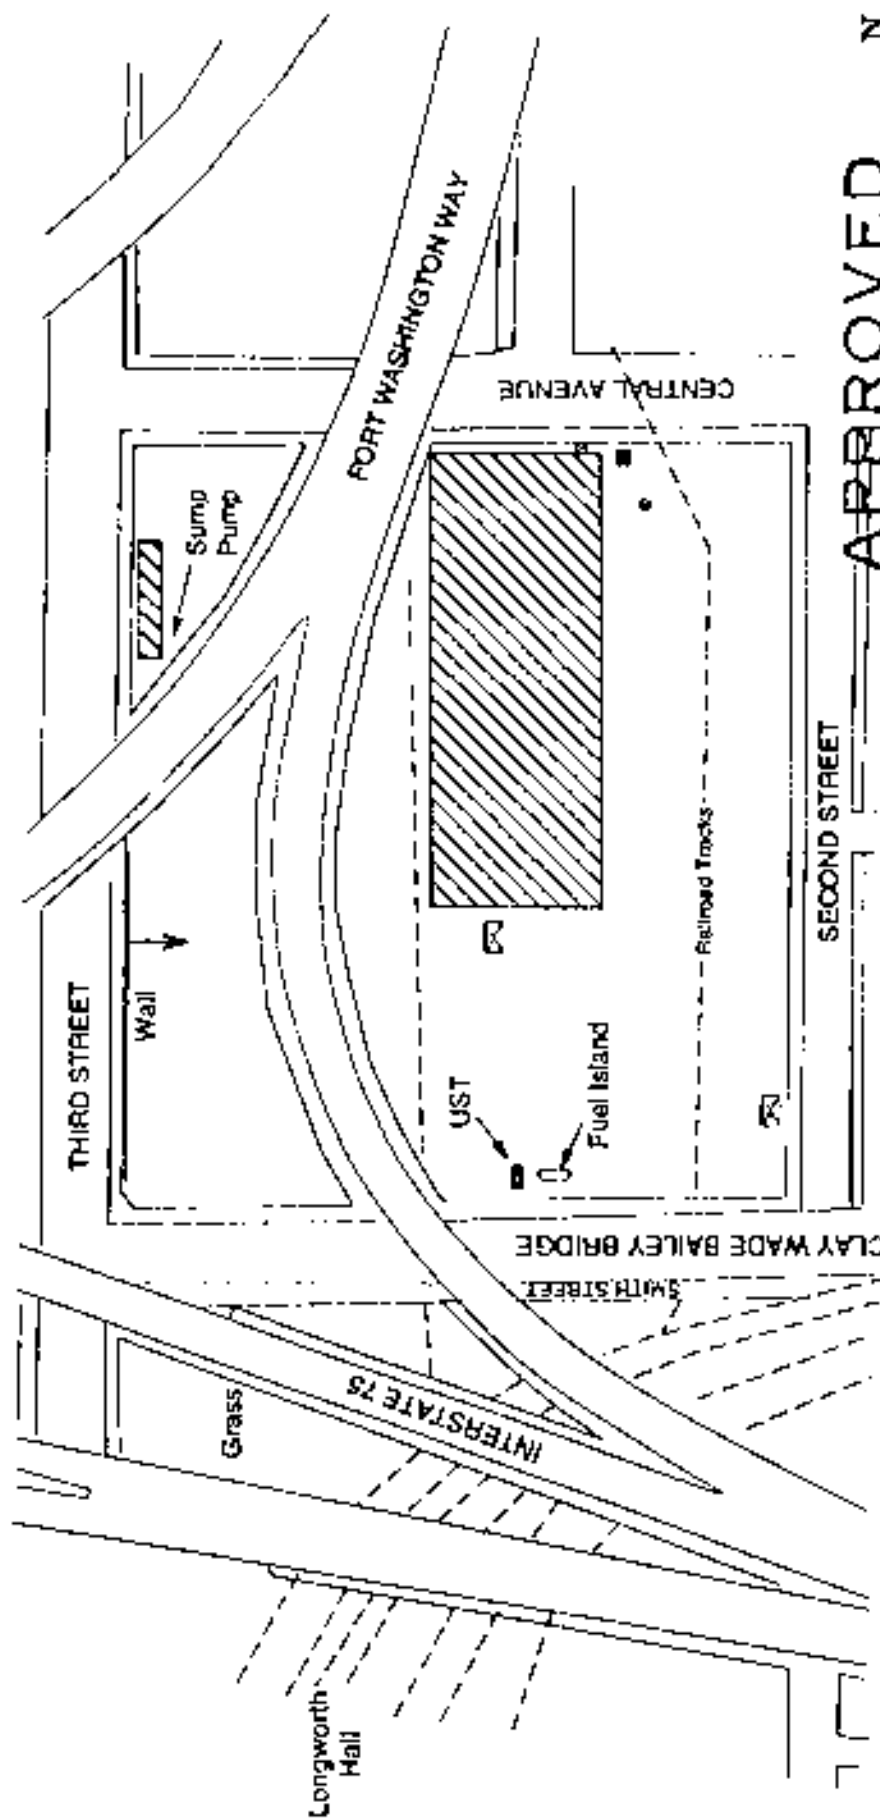 Longworth
Hall
Grass
INTERSTATE 75
SMITH STREET
CLAY WADE BAILEY BRIDGE
THIRD STREET
Wall
UST
Fuel Island
Railroad Tracks
SECOND STREET
Sump
Pump
FORT WASHINGTON WAY
CENTRAL AVENUE
APPROVED
N